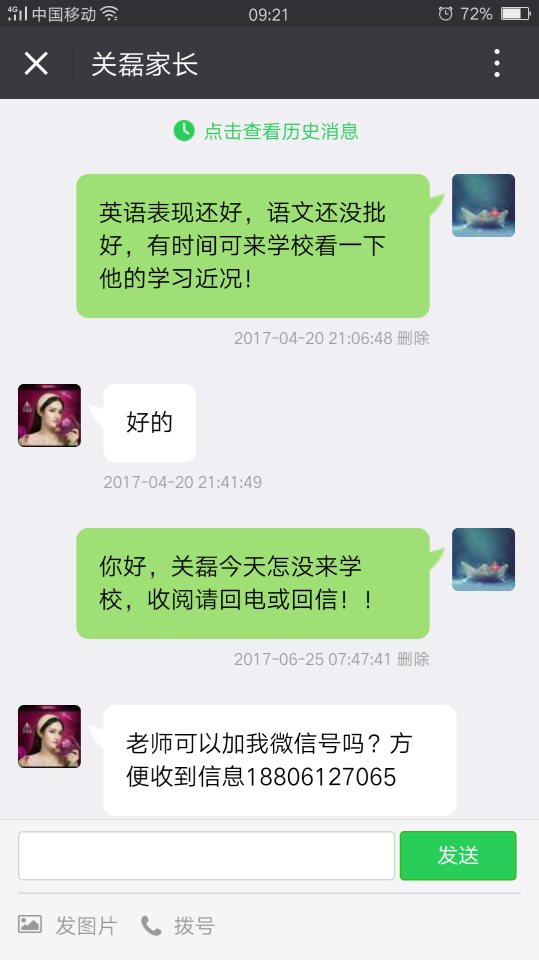 4G 中国移动 09:21 72%
关磊家长
点击查看历史消息
英语表现还好，语文还没批
好，有时间可来学校看一下
他的学习近况！
2017-04-20 21:06:48 删除
好的
2017-04-20 21:41:49
你好，关磊今天怎没来学
校，收阅请回电或回信！！
2017-06-25 07:47:41 删除
老师可以加我微信号吗？方
便收到信息18806127065
发送
发图片 拨号